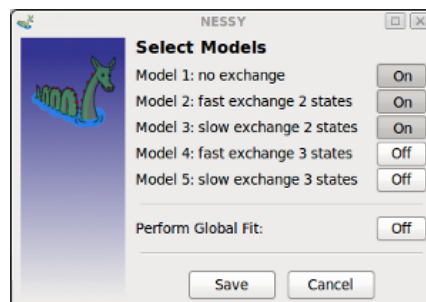 NESSY
Select Models
Model 1: no exchange On
Model 2: fast exchange 2 states On
Model 3: slow exchange 2 states On
Model 4: fast exchange 3 states Off
Model 5: slow exchange 3 states Off
Perform Global Fit: Off
Save Cancel